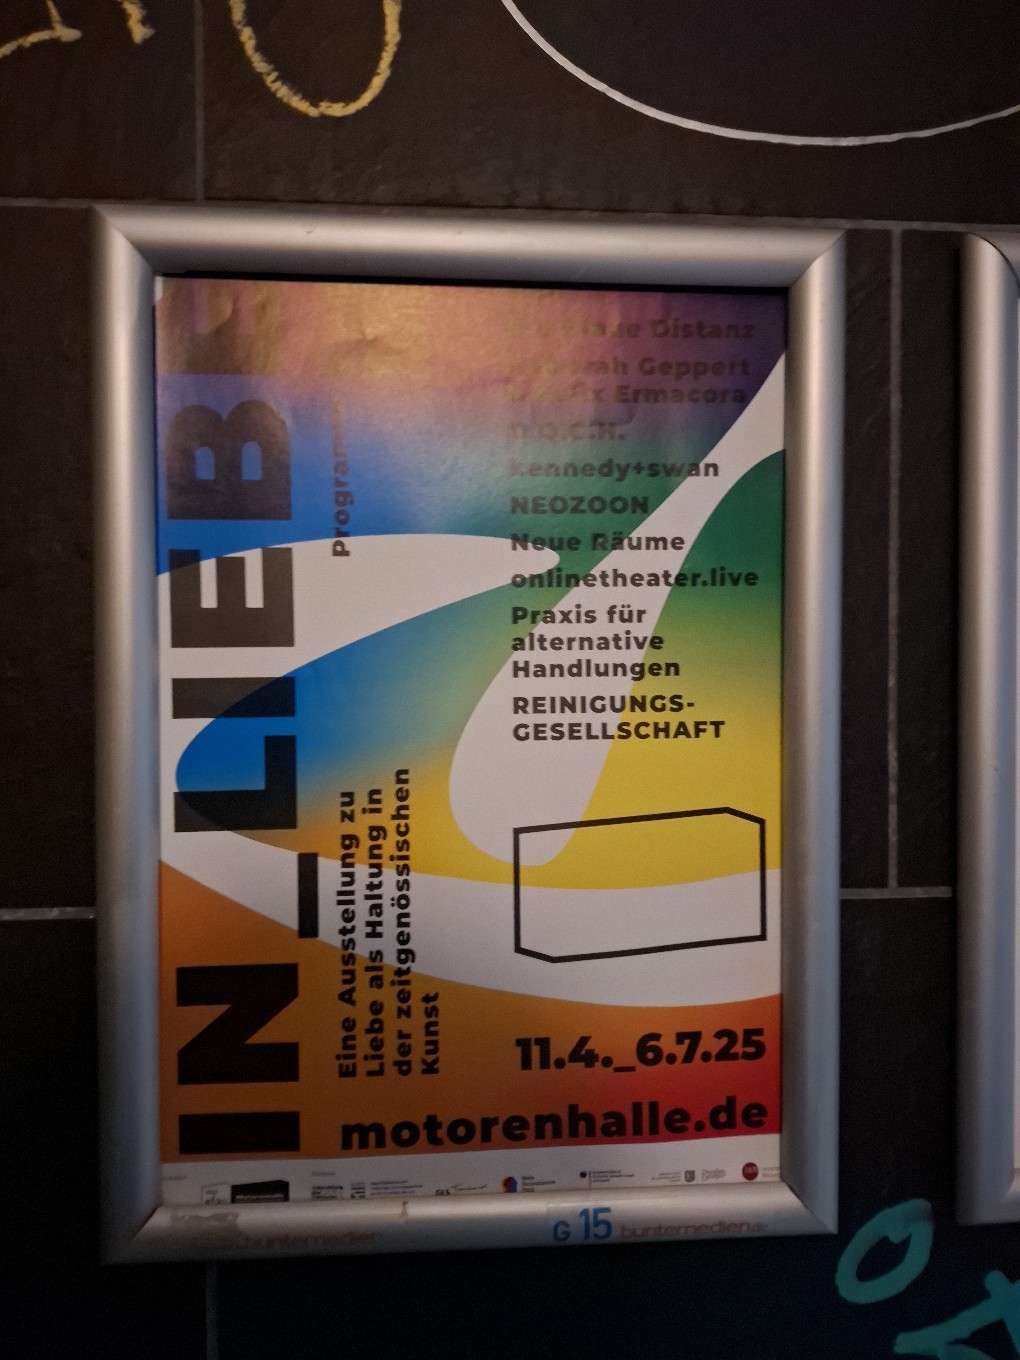 IN_LIEBE
Programm
Eine Ausstellung zu
Liebe als Haltung in
der zeitgenössischen
Kunst
Distanz
Geppert
Ermacora
kennedy+swan
NEOZOON
Neue Räume
onlinetheater.live
Praxis für
alternative
Handlungen
REINIGUNGS-
GESELLSCHAFT
11.4._6.7.25
motorenhalle.de
G 15 buntemedien.de